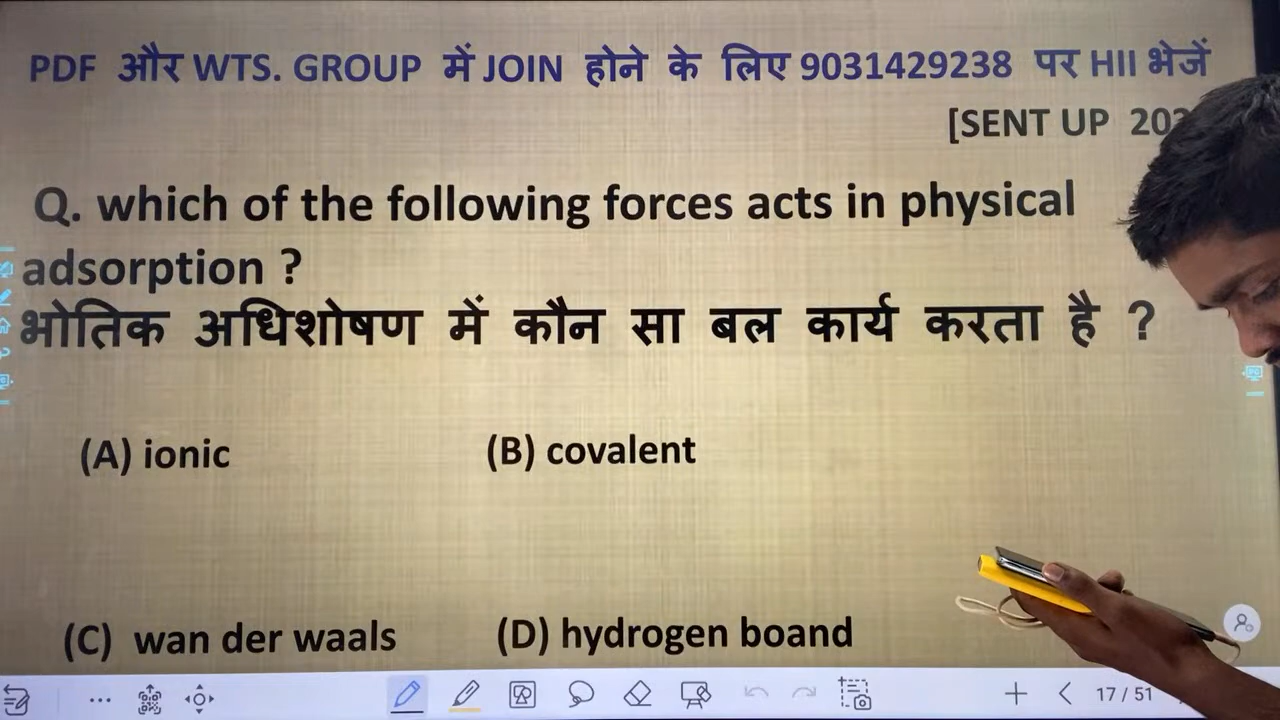 PDF और WTS. GROUP में JOIN होने के लिए 9031429238 पर HII भेजें
[SENT UP
Q. which of the following forces acts in physical
adsorption ?
भोतिक अधिशोषण में कौन सा बल कार्य करता है ?
(A) ionic (B) covalent
(C) wan der waals (D) hydrogen boand
17 / 51